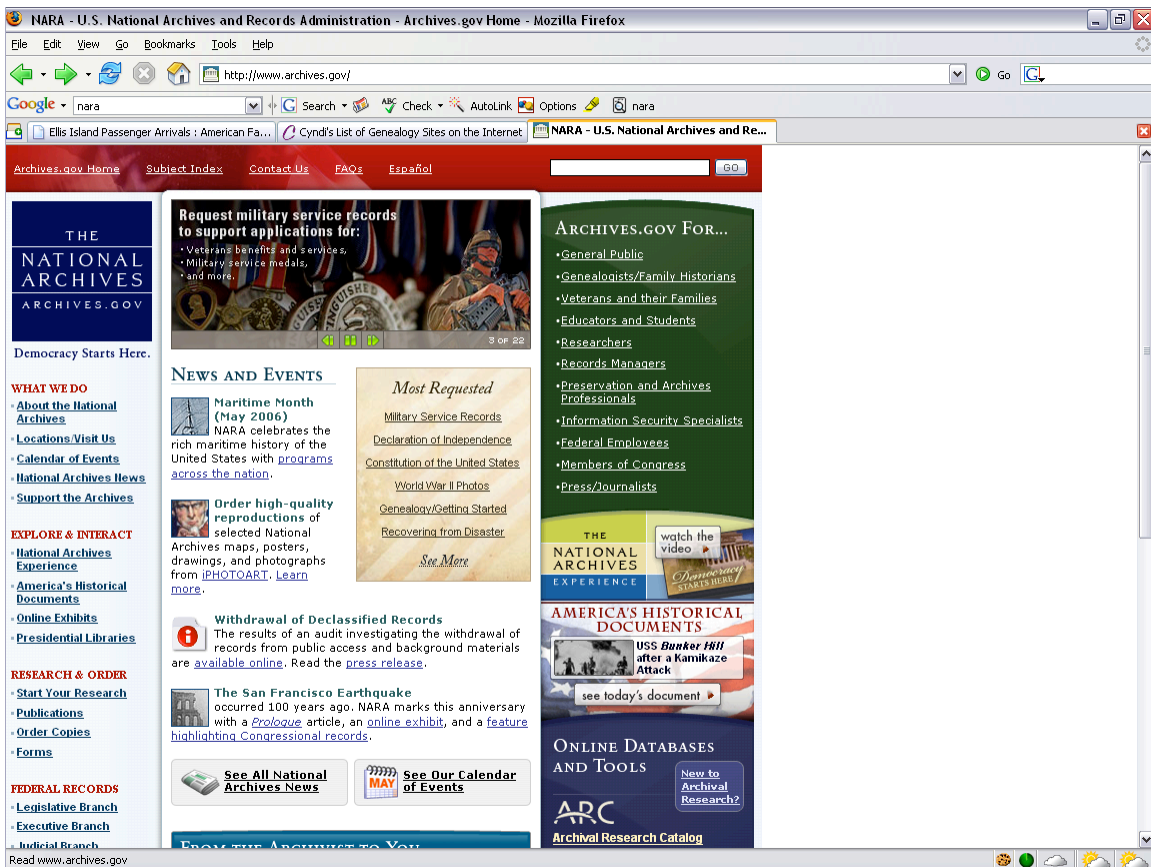 NARA - U.S. National Archives and Records Administration - Archives.gov Home - Mozilla Firefox
File Edit View Go Bookmarks Tools Help
http://www.archives.gov/ Go G
Google nara G Search ABC Check AutoLink Options nara
Ellis Island Passenger Arrivals : American Fa... Cyndi's List of Genealogy Sites on the Internet NARA - U.S. National Archives and Re...
Archives.gov Home Subject Index Contact Us FAQs Español GO
THE
NATIONAL
ARCHIVES
ARCHIVES.GOV
Democracy Starts Here.
WHAT WE DO
About the National
Archives
Locations/Visit Us
Calendar of Events
National Archives News
Support the Archives
EXPLORE & INTERACT
National Archives
Experience
America's Historical
Documents
Online Exhibits
Presidential Libraries
RESEARCH & ORDER
Start Your Research
Publications
Order Copies
Forms
FEDERAL RECORDS
Legislative Branch
Executive Branch
Judicial Branch
Request military service records
to support applications for:
• Veterans benefits and services,
• Military service medals,
• and more.
3 OF 22
NEWS AND EVENTS
Maritime Month
(May 2006)
NARA celebrates the
rich maritime history of the
United States with programs
across the nation.
Order high-quality
reproductions of
selected National
Archives maps, posters,
drawings, and photographs
from iPHOTOART. Learn
more.
Most Requested
Military Service Records
Declaration of Independence
Constitution of the United States
World War II Photos
Genealogy/Getting Started
Recovering from Disaster
See More
Withdrawal of Declassified Records
The results of an audit investigating the withdrawal of
records from public access and background materials
are available online. Read the press release.
The San Francisco Earthquake
occurred 100 years ago. NARA marks this anniversary
with a Prologue article, an online exhibit, and a feature
highlighting Congressional records.
See All National
Archives News
MAY
See Our Calendar
of Events
FROM THE ARCHIVIST TO YOU
ARCHIVES.GOV FOR...
•General Public
•Genealogists/Family Historians
•Veterans and their Families
•Educators and Students
•Researchers
•Records Managers
•Preservation and Archives
Professionals
•Information Security Specialists
•Federal Employees
•Members of Congress
•Press/Journalists
THE
NATIONAL
ARCHIVES
EXPERIENCE
watch the
video
Democracy
STARTS HERE
AMERICA'S HISTORICAL
DOCUMENTS
USS Bunker Hill
after a Kamikaze
Attack
see today's document
ONLINE DATABASES
AND TOOLS
New to
Archival
Research?
ARC
Archival Research Catalog
Read www.archives.gov